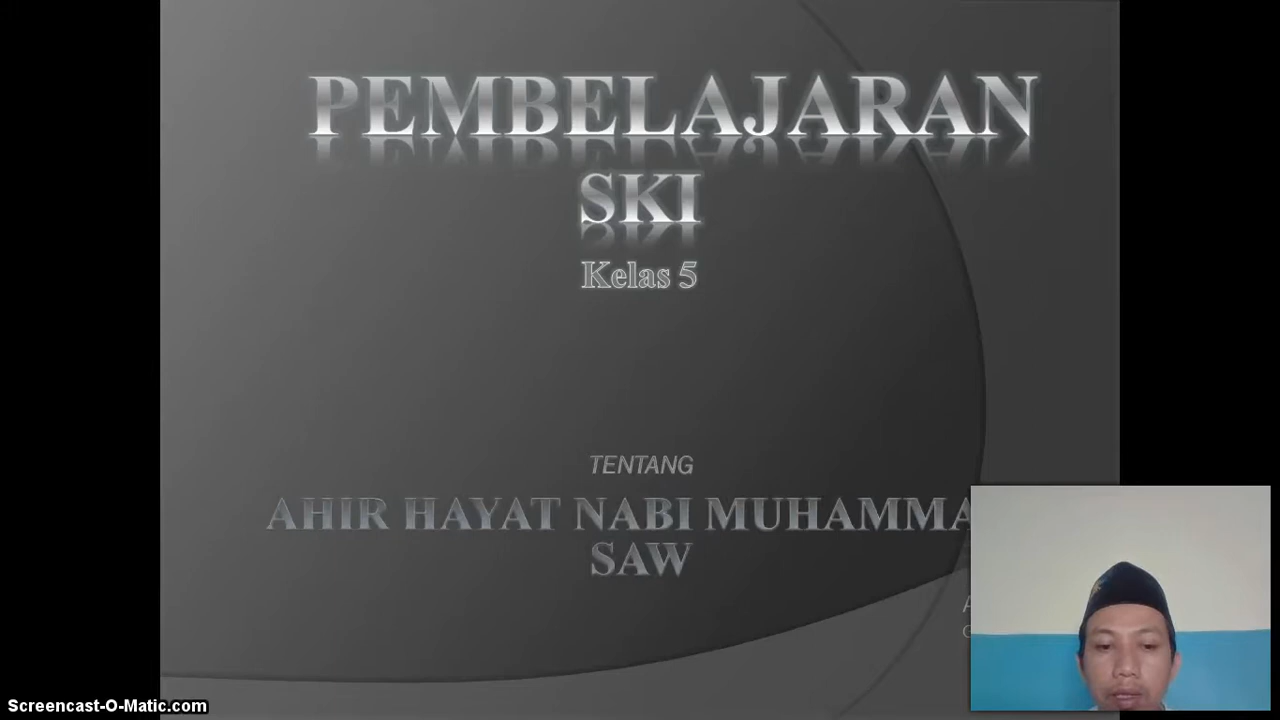 PEMBELAJARAN
SKI
Kelas 5
TENTANG
AHIR HAYAT NABI MUHAMMA
SAW
Screencast-O-Matic.com